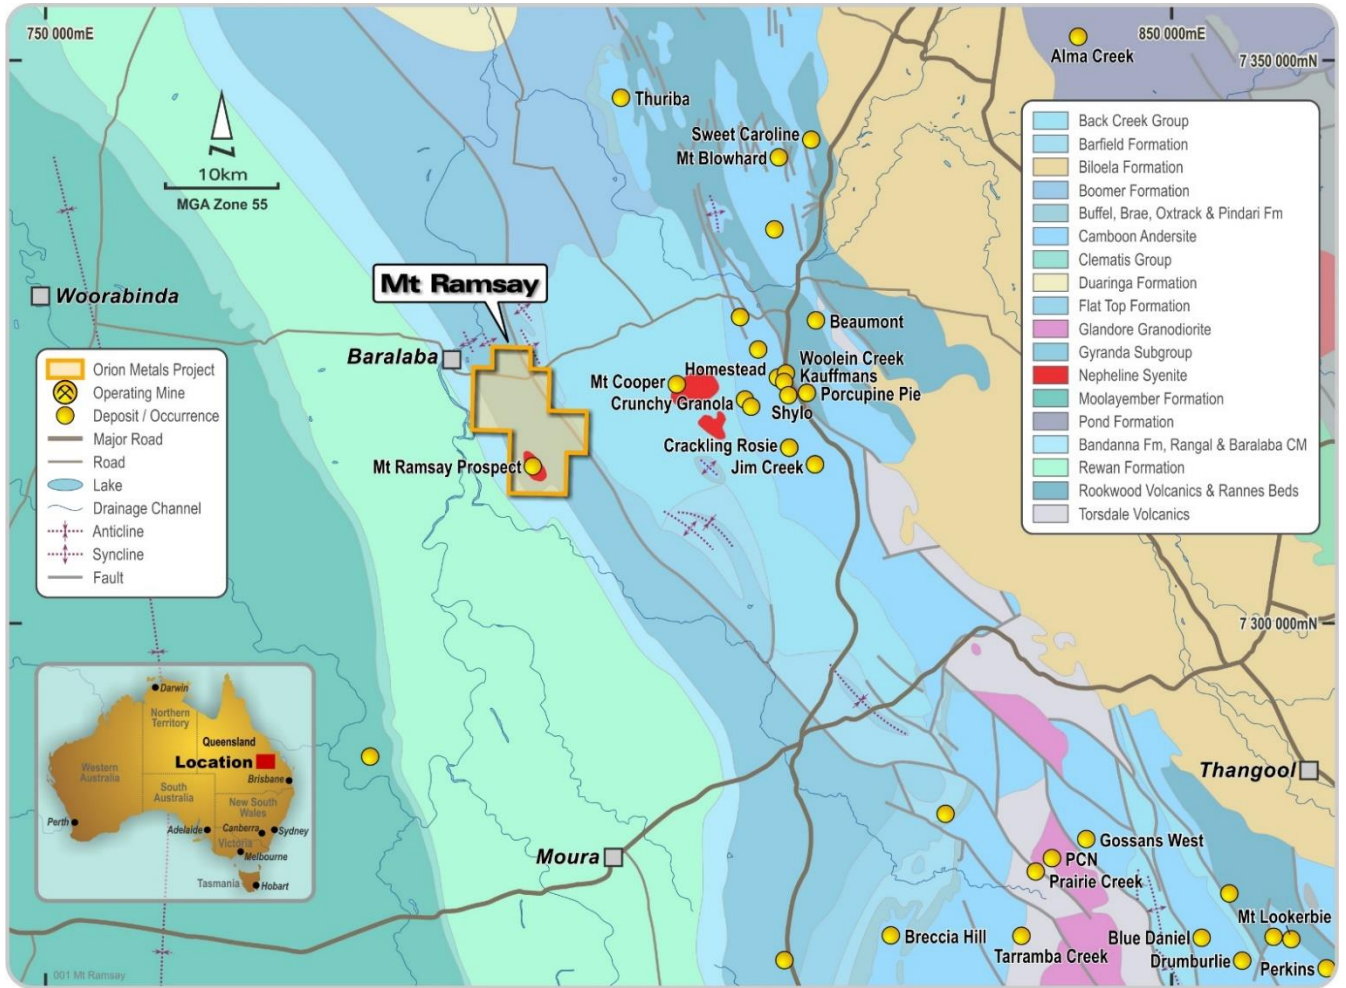 750 000mE
850 000mE
Alma Creek
7 350 000mN
Thuriba
Sweet Caroline
Mt Blowhard
10km
MGA Zone 55
Mt Ramsay
Woorabinda
Baralaba
Beaumont
Woolein Creek
Homestead
Kauffmans
Mt Cooper
Porcupine Pie
Crunchy Granola
Shylo
Crackling Rosie
Jim Creek
Mt Ramsay Prospect
7 300 000mN
Thangool
Moura
Gossans West
PCN
Prairie Creek
Mt Lookerbie
Breccia Hill
Tarramba Creek
Blue Daniel
Drumburlie
Perkins
Back Creek Group
Barfield Formation
Biloela Formation
Boomer Formation
Buffel, Brae, Oxtrack & Pindari Fm
Camboon Andersite
Clematis Group
Duaringa Formation
Flat Top Formation
Glandore Granodiorite
Gyranda Subgroup
Nepheline Syenite
Moolayember Formation
Pond Formation
Bandanna Fm, Rangal & Baralaba CM
Rewan Formation
Rookwood Volcanics & Rannes Beds
Torsdale Volcanics
Orion Metals Project
Operating Mine
Deposit / Occurrence
Major Road
Road
Lake
Drainage Channel
Anticline
Syncline
Fault
Darwin
Northern
Territory
Queensland
Location
Western
Australia
Brisbane
South
Australia
New South
Wales
Perth
Adelaide
Canberra
Sydney
Victoria
Melbourne
Tasmania
Hobart
001 Mt Ramsay